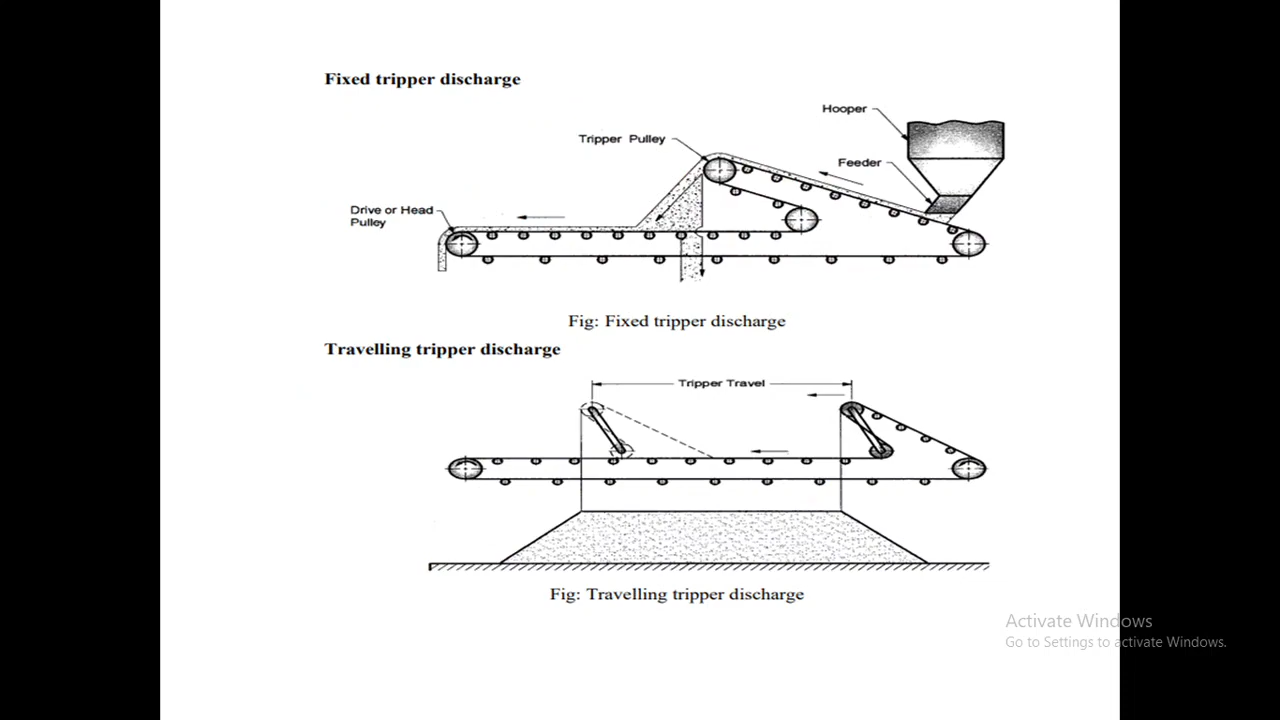 Fixed tripper discharge
Hooper
Tripper Pulley
Feeder
Drive or Head
Pulley
Fig: Fixed tripper discharge
Travelling tripper discharge
Tripper Travel
Fig: Travelling tripper discharge
Activate Windows
Go to Settings to activate Windows.